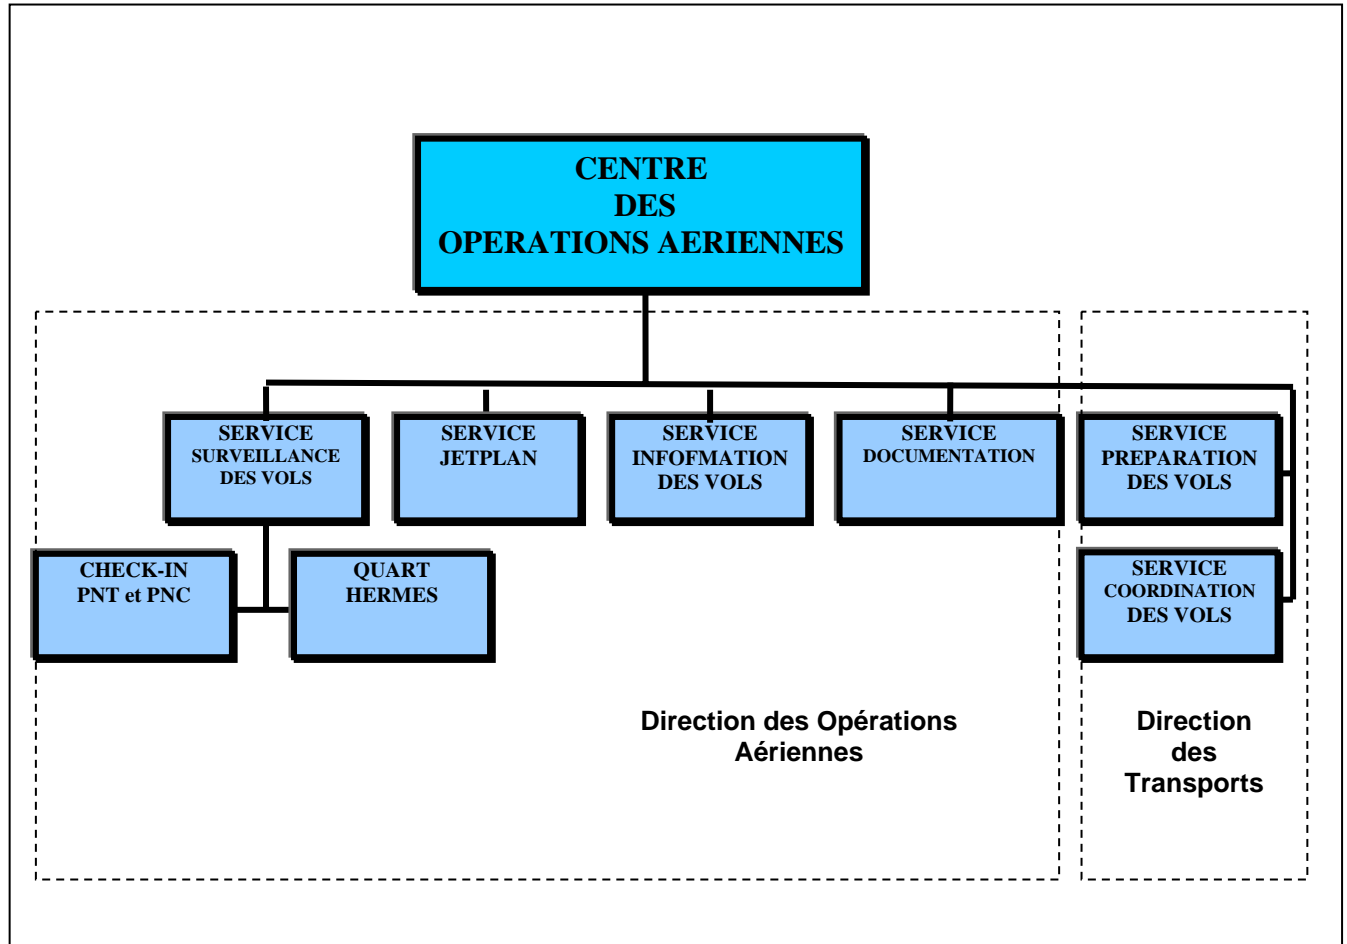 CENTRE
DES
OPERATIONS AERIENNES
SERVICE
SURVEILLANCE
DES VOLS
SERVICE
JETPLAN
SERVICE
INFOFMATION
DES VOLS
SERVICE
DOCUMENTATION
SERVICE
PREPARATION
DES VOLS
CHECK-IN
PNT et PNC
QUART
HERMES
SERVICE
COORDINATION
DES VOLS
Direction des Opérations
Aériennes
Direction
des
Transports